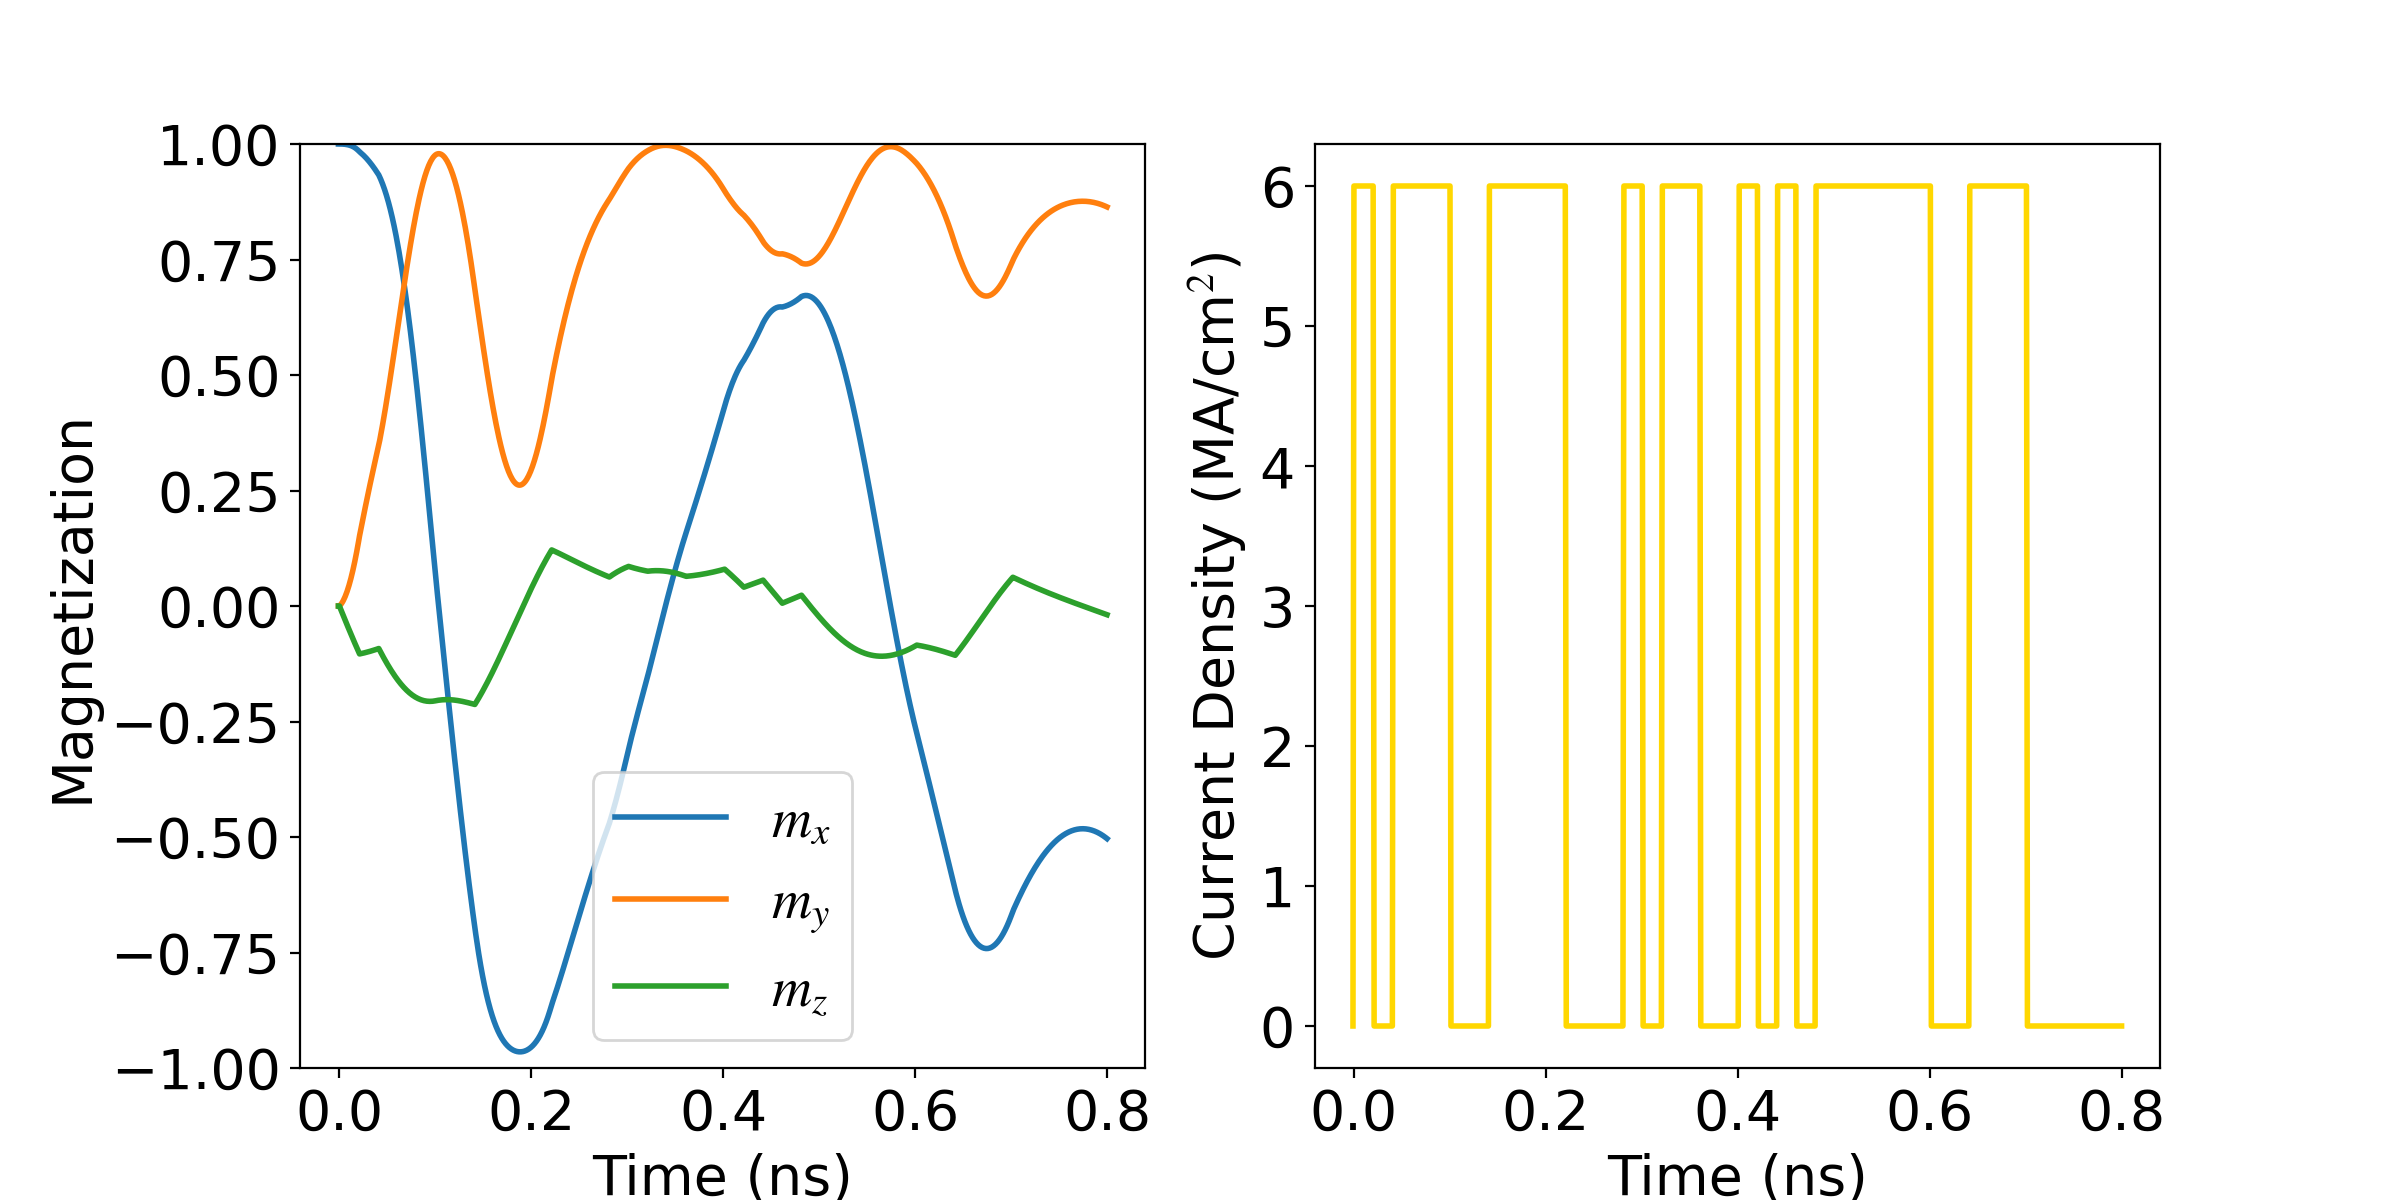 Magnetization
1.00
0.75
0.50
0.25
0.00
−0.25
−0.50
−0.75
−1.00
0.0 0.2 0.4 0.6 0.8
Time (ns)
m_x
m_y
m_z
Current Density (MA/cm²)
6
5
4
3
2
1
0
0.0 0.2 0.4 0.6 0.8
Time (ns)